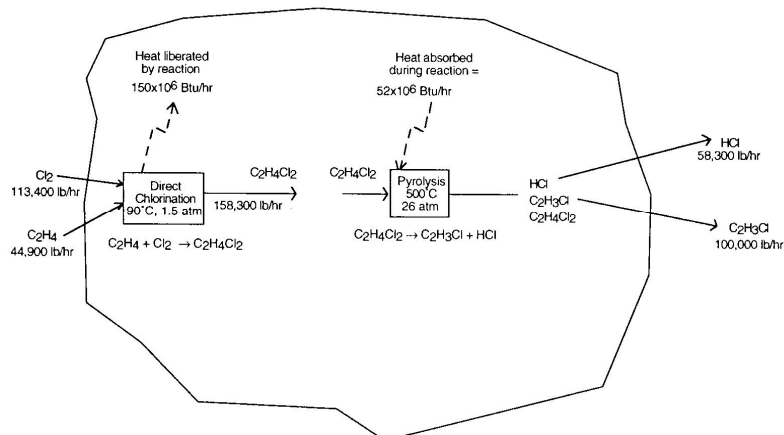 Heat liberated
by reaction
150x10⁶ Btu/hr
Heat absorbed
during reaction =
52x10⁶ Btu/hr
Cl₂
113,400 lb/hr
C₂H₄
44,900 lb/hr
Direct
Chlorination
90°C, 1.5 atm
C₂H₄ + Cl₂ → C₂H₄Cl₂
C₂H₄Cl₂
158,300 lb/hr
C₂H₄Cl₂
Pyrolysis
500°C
26 atm
C₂H₄Cl₂ → C₂H₃Cl + HCl
HCl
C₂H₃Cl
C₂H₄Cl₂
HCl
58,300 lb/hr
C₂H₃Cl
100,000 lb/hr